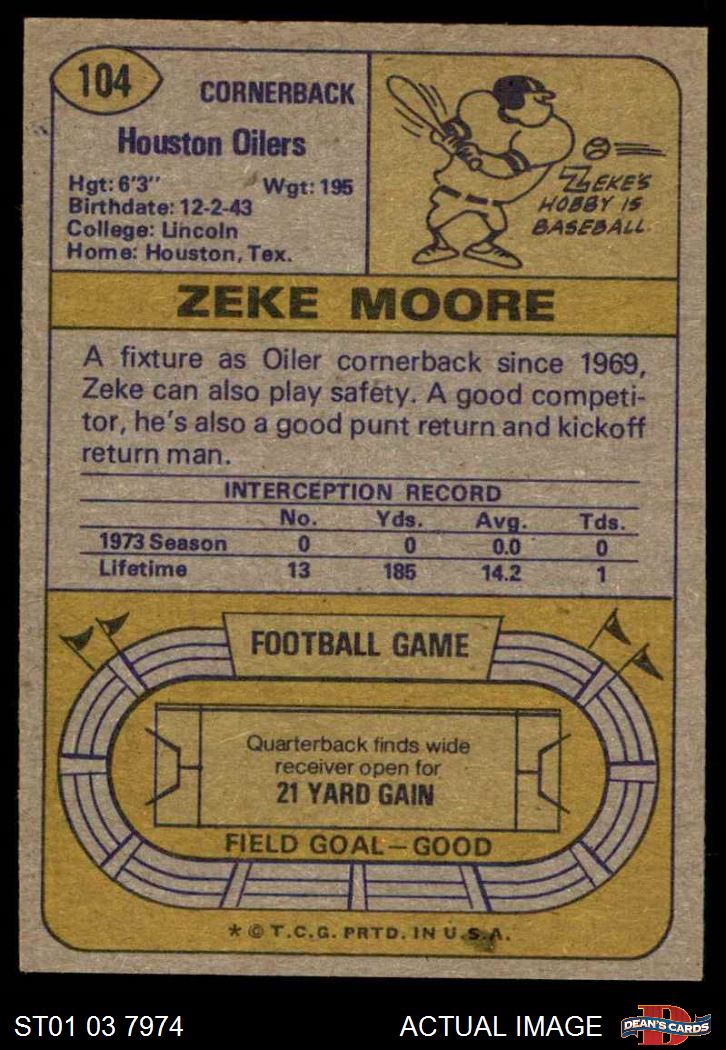 104
CORNERBACK
Houston Oilers
Hgt: 6'3" Wgt: 195
Birthdate: 12-2-43
College: Lincoln
Home: Houston, Tex.
ZEKE'S
HOBBY IS
BASEBALL
ZEKE MOORE
A fixture as Oiler cornerback since 1969,
Zeke can also play safety. A good competi-
tor, he's also a good punt return and kickoff
return man.
INTERCEPTION RECORD
No. Yds. Avg. Tds.
1973 Season 0 0 0.0 0
Lifetime 13 185 14.2 1
FOOTBALL GAME
Quarterback finds wide
receiver open for
21 YARD GAIN
FIELD GOAL—GOOD
* © T.C.G. PRTD. IN U.S.A.
ST01 03 7974 ACTUAL IMAGE
D
DEAN'S CARDS